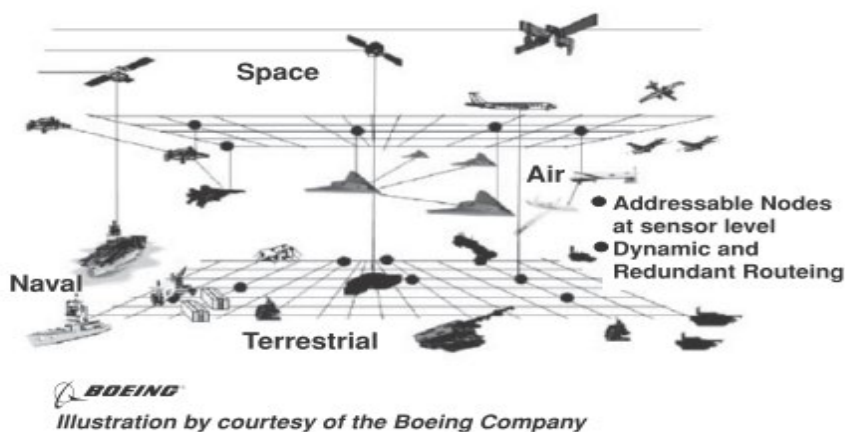 Space
Air
● Addressable Nodes
at sensor level
● Dynamic and
Redundant Routeing
Naval
Terrestrial
BOEING
Illustration by courtesy of the Boeing Company